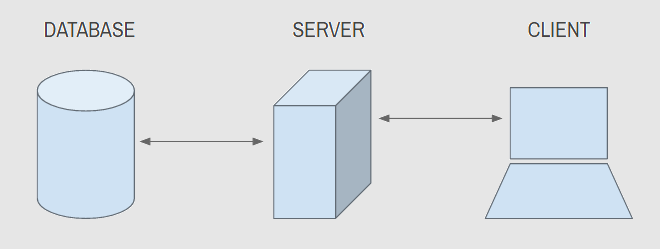 DATABASE SERVER CLIENT